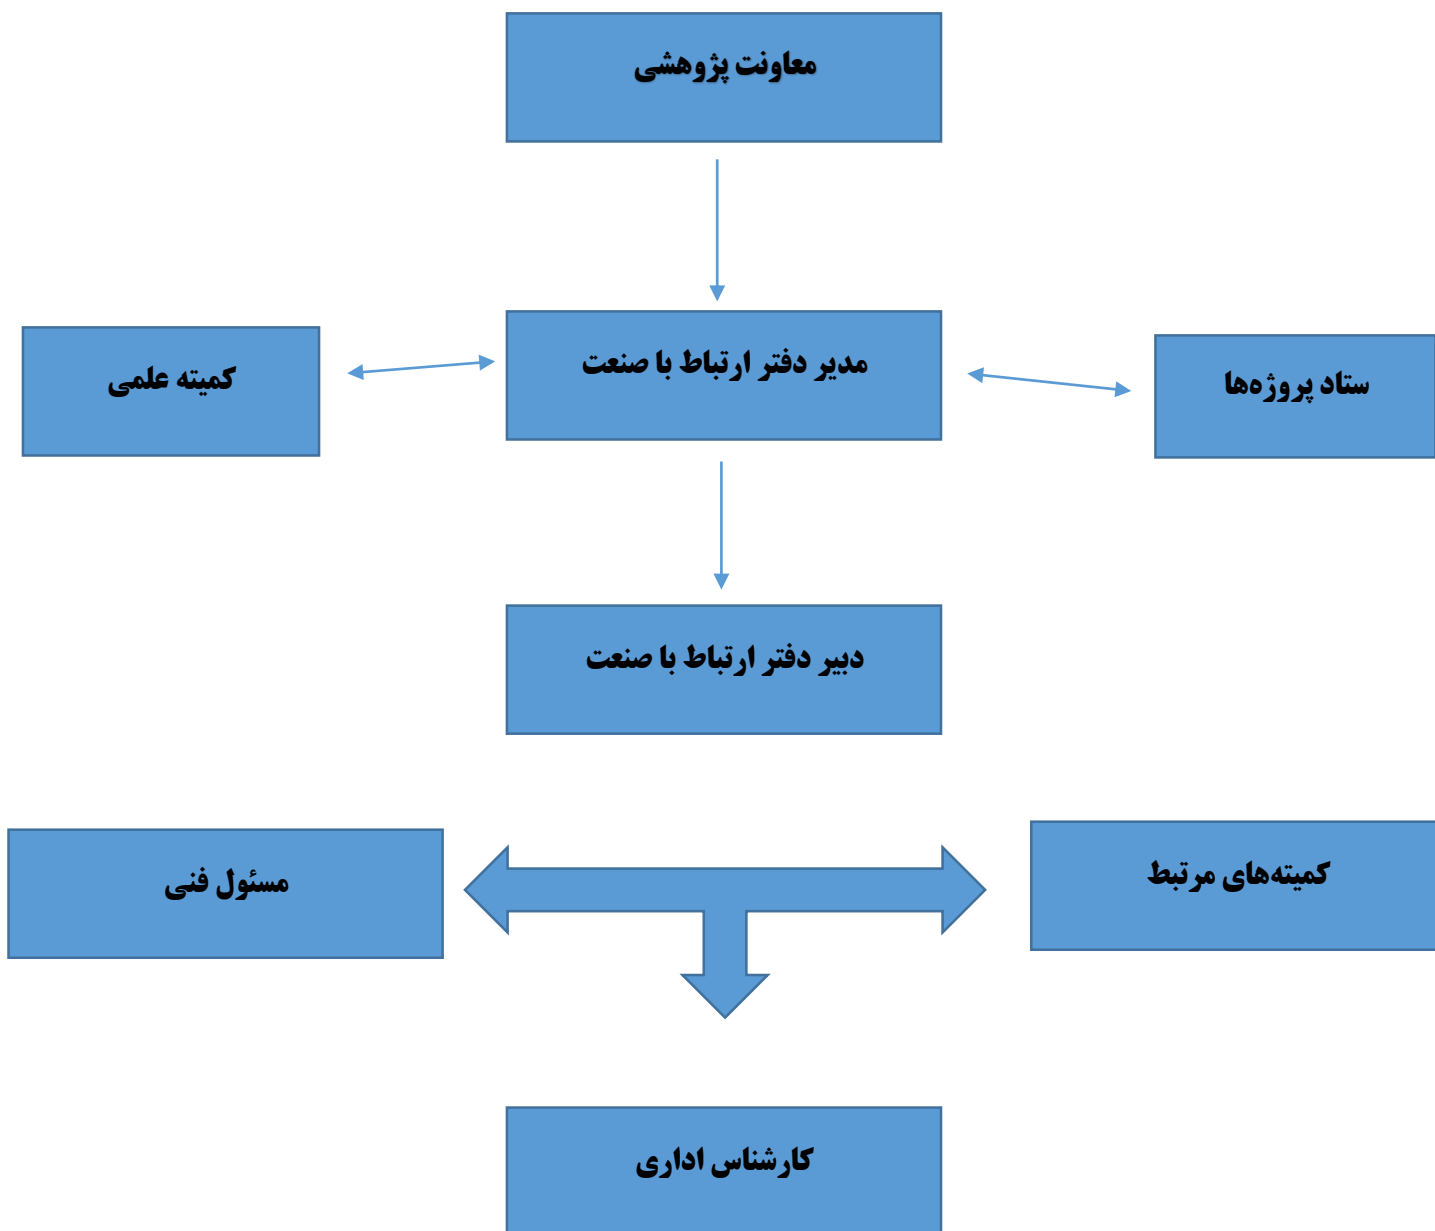 معاونت پژوهشی
ستاد پروژه‌ها
مدیر دفتر ارتباط با صنعت
کمیته علمی
دبیر دفتر ارتباط با صنعت
کمیته‌های مرتبط
مسئول فنی
کارشناس اداری